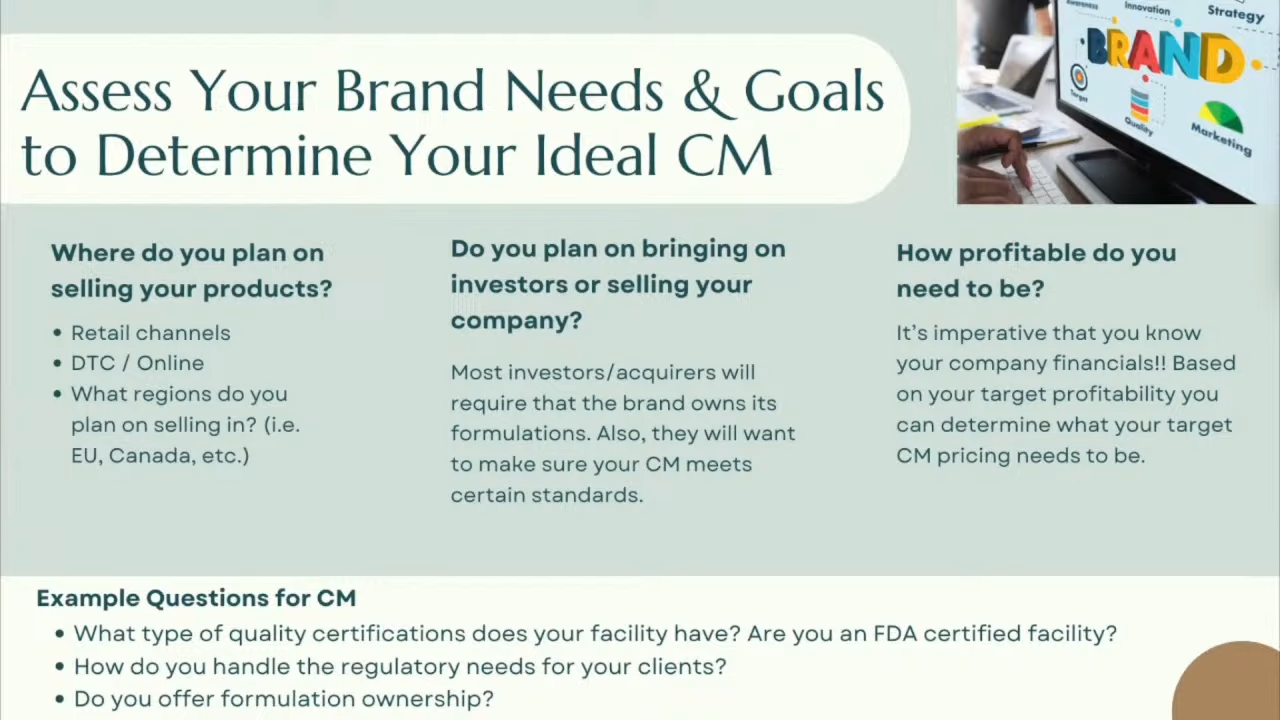 Assess Your Brand Needs & Goals
to Determine Your Ideal CM
Awareness
Innovation
Strategy
BRAND
Target
Quality
Marketing
Where do you plan on
selling your products?
• Retail channels
• DTC / Online
• What regions do you
plan on selling in? (i.e.
EU, Canada, etc.)
Do you plan on bringing on
investors or selling your
company?
Most investors/acquirers will
require that the brand owns its
formulations. Also, they will want
to make sure your CM meets
certain standards.
How profitable do you
need to be?
It's imperative that you know
your company financials!! Based
on your target profitability you
can determine what your target
CM pricing needs to be.
Example Questions for CM
• What type of quality certifications does your facility have? Are you an FDA certified facility?
• How do you handle the regulatory needs for your clients?
• Do you offer formulation ownership?